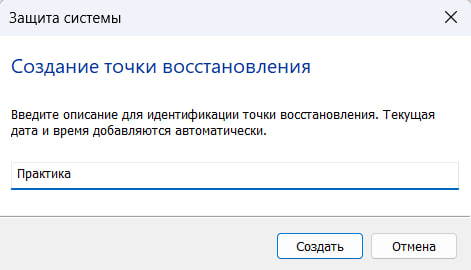 Защита системы
Создание точки восстановления
Введите описание для идентификации точки восстановления. Текущая
дата и время добавляются автоматически.
Практика
Создать
Отмена